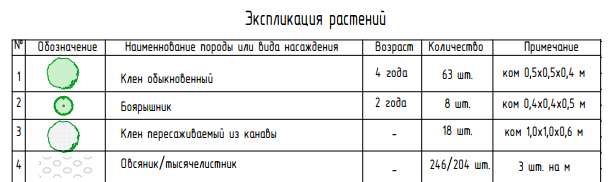 Экспликация растений
№ Обозначение Наименнование породы или вида насаждения Возраст Количество Примечание
1 Клен обыкновенный 4 года 63 шт. ком 0,5х0,5х0,4 м
2 Боярышник 2 года 8 шт. ком 0,4х0,4х0,5 м
3 Клен пересаживаемый из канавы - 18 шт. ком 1,0х1,0х0,6 м
4 Овсяник/тысячелистник - 246/204 шт. 3 шт. на м